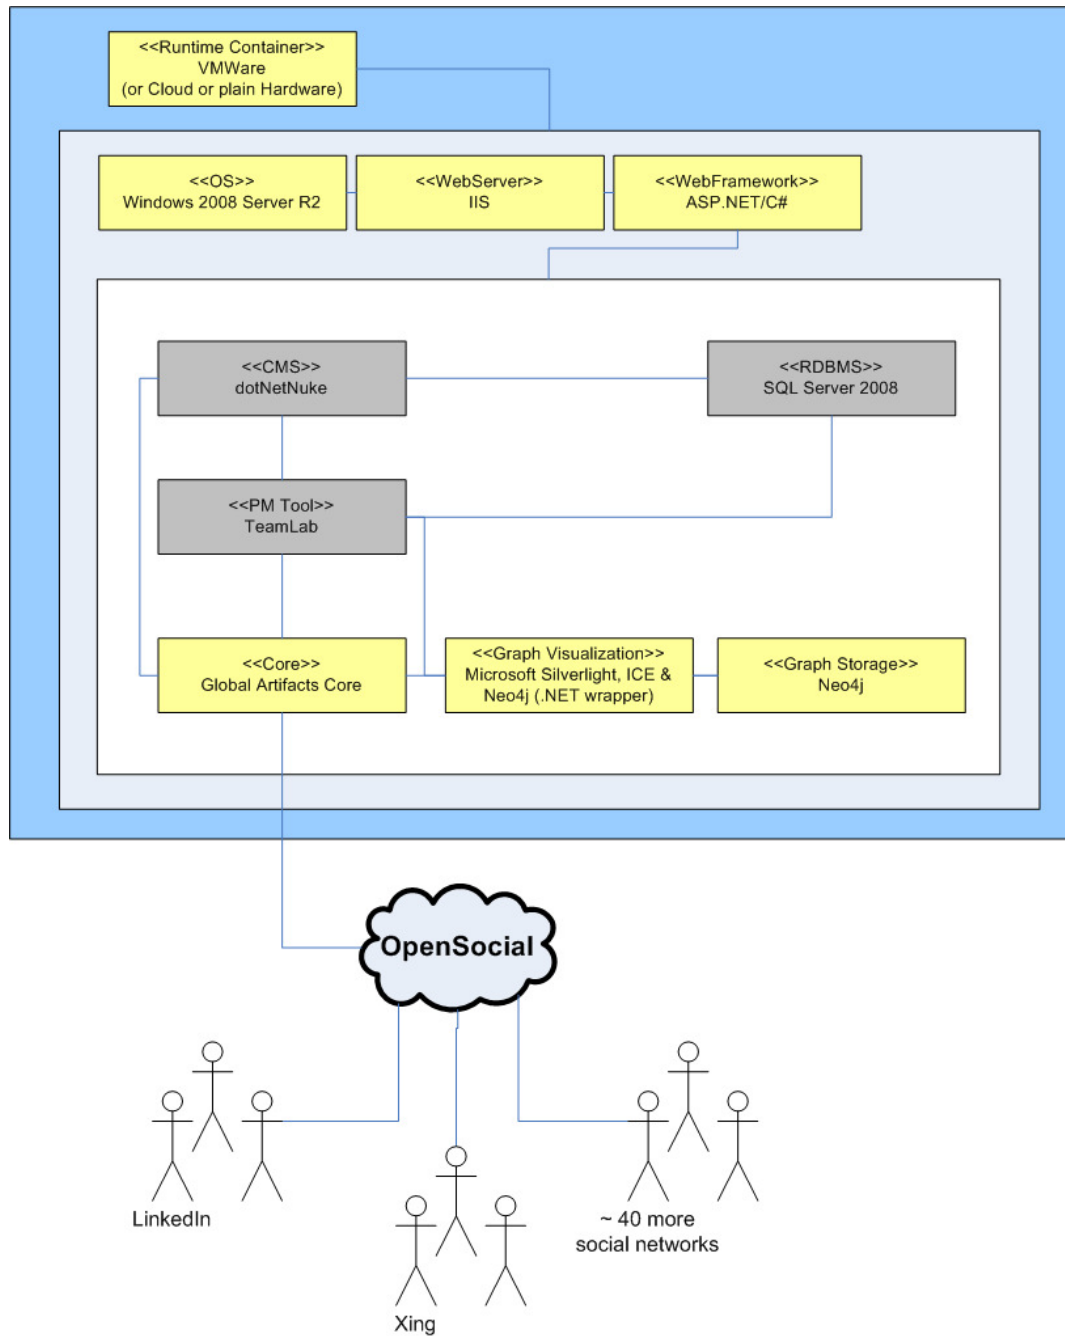 <<Runtime Container>>
VMWare
(or Cloud or plain Hardware)
<<OS>>
Windows 2008 Server R2
<<WebServer>>
IIS
<<WebFramework>>
ASP.NET/C#
<<CMS>>
dotNetNuke
<<RDBMS>>
SQL Server 2008
<<PM Tool>>
TeamLab
<<Core>>
Global Artifacts Core
<<Graph Visualization>>
Microsoft Silverlight, ICE &
Neo4j (.NET wrapper)
<<Graph Storage>>
Neo4j
OpenSocial
LinkedIn
Xing
~ 40 more
social networks